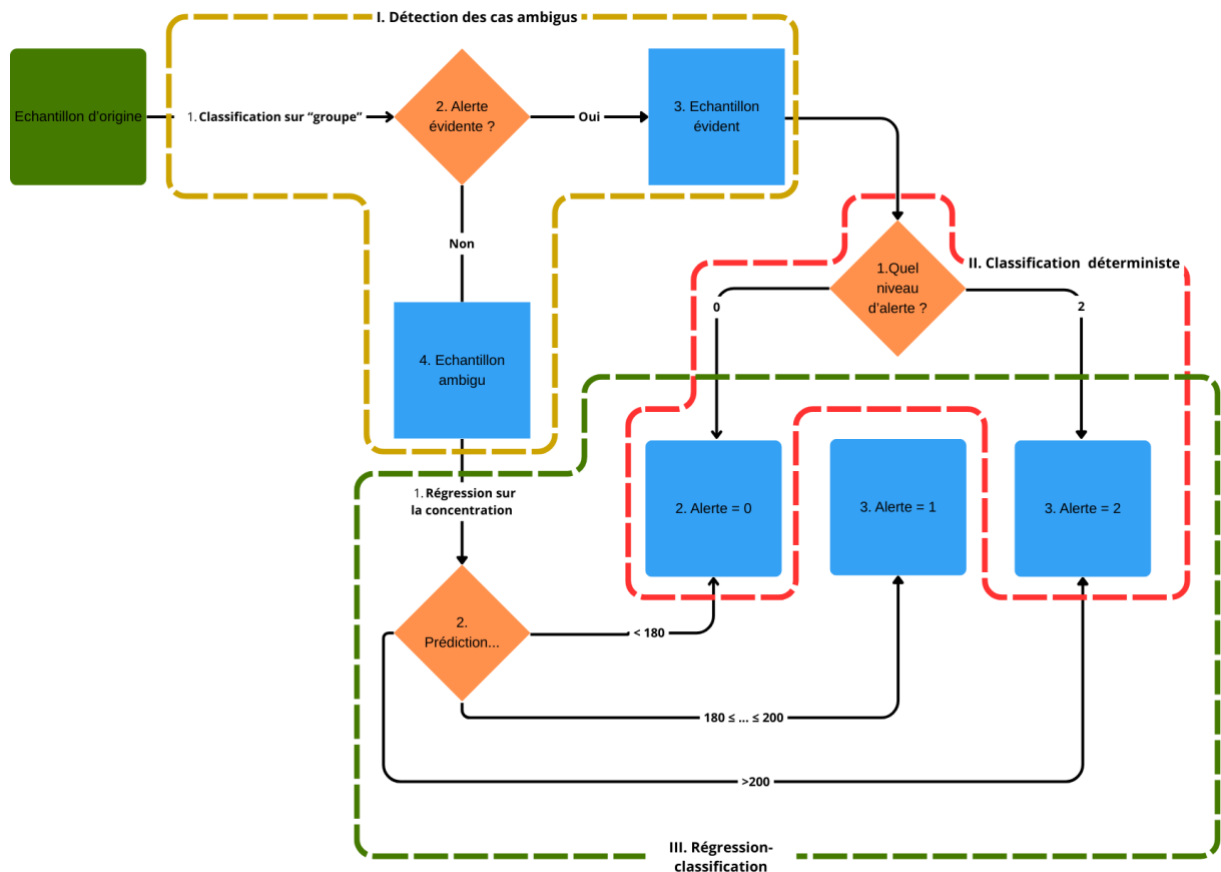 I. Détection des cas ambigus
Echantillon d'origine
1. Classification sur “groupe”
2. Alerte
évidente ?
Oui
3. Echantillon
évident
Non
4. Echantillon
ambigu
II. Classification  déterministe
1.Quel
niveau
d'alerte ?
0
2
1. Régression sur
la concentration
2. Alerte = 0
3. Alerte = 1
3. Alerte = 2
2.
Prédiction...
< 180
180 ≤ ... ≤ 200
>200
III. Régression-
classification